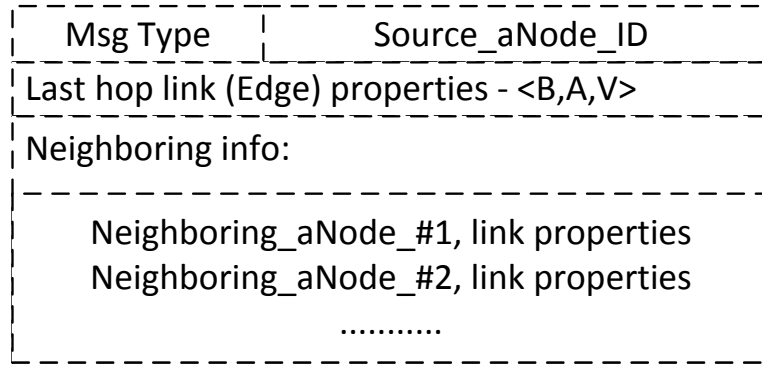 Msg Type Source_aNode_ID
Last hop link (Edge) properties - <B,A,V>
Neighboring info:
Neighboring_aNode_#1, link properties
Neighboring_aNode_#2, link properties
...........